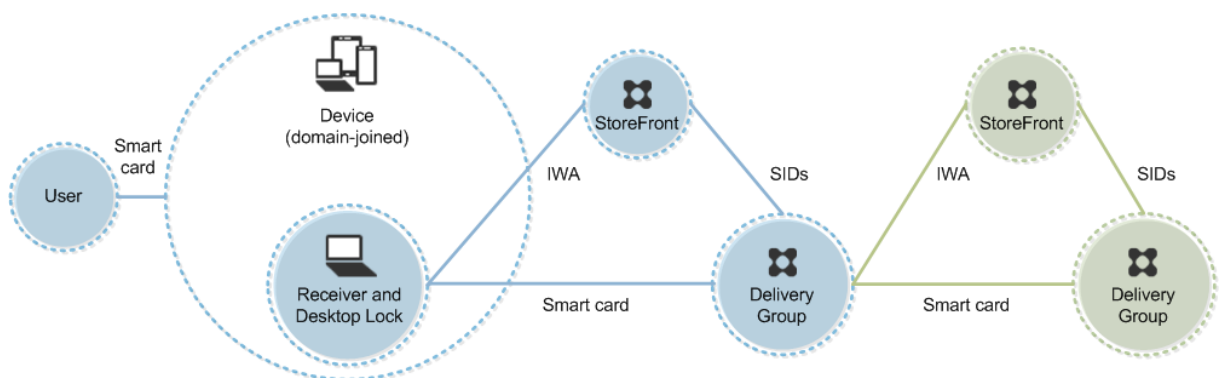 Device
(domain-joined)
StoreFront
StoreFront
Smart
card
User
IWA
SIDs
IWA
SIDs
Receiver and
Desktop Lock
Smart card
Delivery
Group
Smart card
Delivery
Group